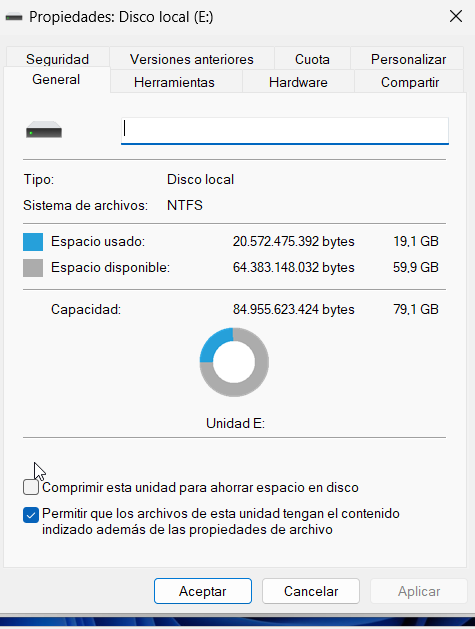 Propiedades: Disco local (E:)
Seguridad Versiones anteriores Cuota Personalizar
General Herramientas Hardware Compartir
Tipo: Disco local
Sistema de archivos: NTFS
Espacio usado: 20.572.475.392 bytes 19,1 GB
Espacio disponible: 64.383.148.032 bytes 59,9 GB
Capacidad: 84.955.623.424 bytes 79,1 GB
Unidad E:
Comprimir esta unidad para ahorrar espacio en disco
Permitir que los archivos de esta unidad tengan el contenido
indizado además de las propiedades de archivo
Aceptar Cancelar Aplicar